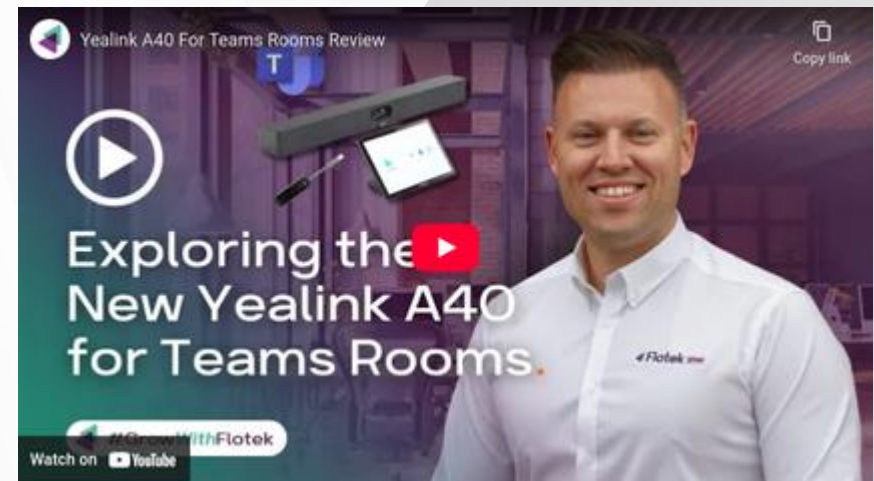 Yealink A40 For Teams Rooms Review
Copy link
T
Exploring the
New Yealink A40
for Teams Rooms.
Flotek
#GrowWithFlotek
Watch on YouTube